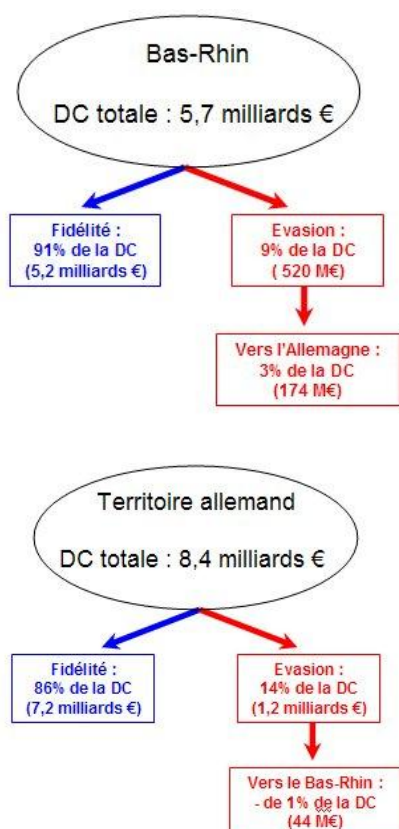 Bas-Rhin
DC totale : 5,7 milliards €
Fidélité :
91% de la DC
(5,2 milliards €)
Evasion :
9% de la DC
( 520 M€)
Vers l'Allemagne :
3% de la DC
(174 M€)
Territoire allemand
DC totale : 8,4 milliards €
Fidélité :
86% de la DC
(7,2 milliards €)
Evasion :
14% de la DC
(1,2 milliards €)
Vers le Bas-Rhin :
- de 1% de la DC
(44 M€)